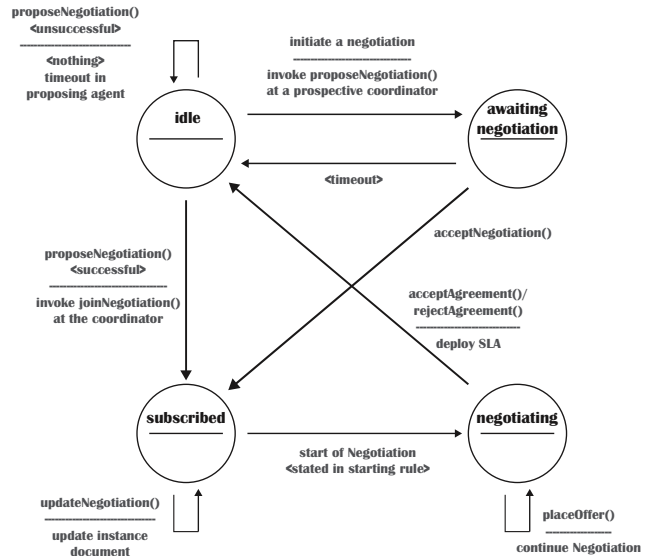 proposeNegotiation()
<unsuccessful>
<nothing>
timeout in
proposing agent
initiate a negotiation
invoke proposeNegotiation()
at a prospective coordinator
idle
awaiting
negotiation
<timeout>
acceptNegotiation()
proposeNegotiation()
<successful>
invoke joinNegotiation()
at the coordinator
acceptAgreement()/
rejectAgreement()
deploy SLA
subscribed
negotiating
start of Negotiation
<stated in starting rule>
updateNegotiation()
update instance
document
placeOffer()
continue Negotiation